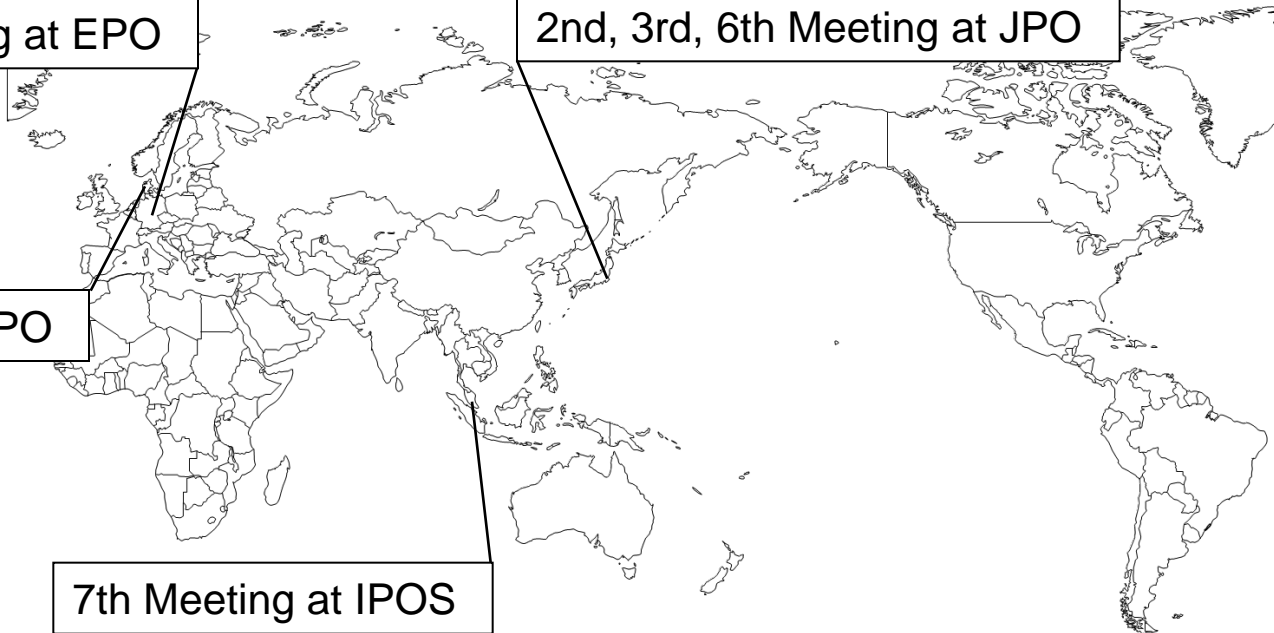 g at EPO
2nd, 3rd, 6th Meeting at JPO
PO
7th Meeting at IPOS